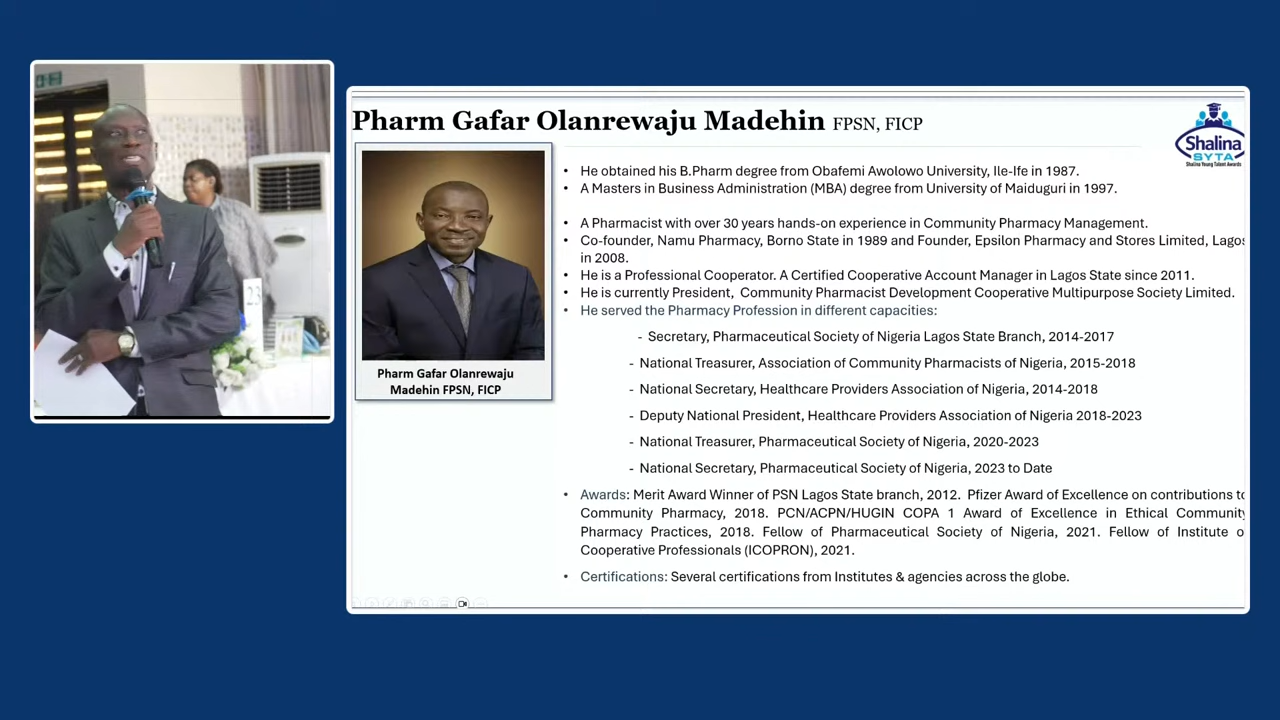 Pharm Gafar Olanrewaju Madehin FPSN, FICP
Shalina
SYTA
Shalina Young Talent Awards
• He obtained his B.Pharm degree from Obafemi Awolowo University, Ile-Ife in 1987.
• A Masters in Business Administration (MBA) degree from University of Maiduguri in 1997.
• A Pharmacist with over 30 years hands-on experience in Community Pharmacy Management.
• Co-founder, Namu Pharmacy, Borno State in 1989 and Founder, Epsilon Pharmacy and Stores Limited, Lagos
in 2008.
• He is a Professional Cooperator. A Certified Cooperative Account Manager in Lagos State since 2011.
• He is currently President, Community Pharmacist Development Cooperative Multipurpose Society Limited.
• He served the Pharmacy Profession in different capacities:
- Secretary, Pharmaceutical Society of Nigeria Lagos State Branch, 2014-2017
- National Treasurer, Association of Community Pharmacists of Nigeria, 2015-2018
- National Secretary, Healthcare Providers Association of Nigeria, 2014-2018
- Deputy National President, Healthcare Providers Association of Nigeria 2018-2023
- National Treasurer, Pharmaceutical Society of Nigeria, 2020-2023
- National Secretary, Pharmaceutical Society of Nigeria, 2023 to Date
• Awards: Merit Award Winner of PSN Lagos State branch, 2012. Pfizer Award of Excellence on contributions to
Community Pharmacy, 2018. PCN/ACPN/HUGIN COPA 1 Award of Excellence in Ethical Community
Pharmacy Practices, 2018. Fellow of Pharmaceutical Society of Nigeria, 2021. Fellow of Institute o
Cooperative Professionals (ICOPRON), 2021.
• Certifications: Several certifications from Institutes & agencies across the globe.
Pharm Gafar Olanrewaju
Madehin FPSN, FICP
23